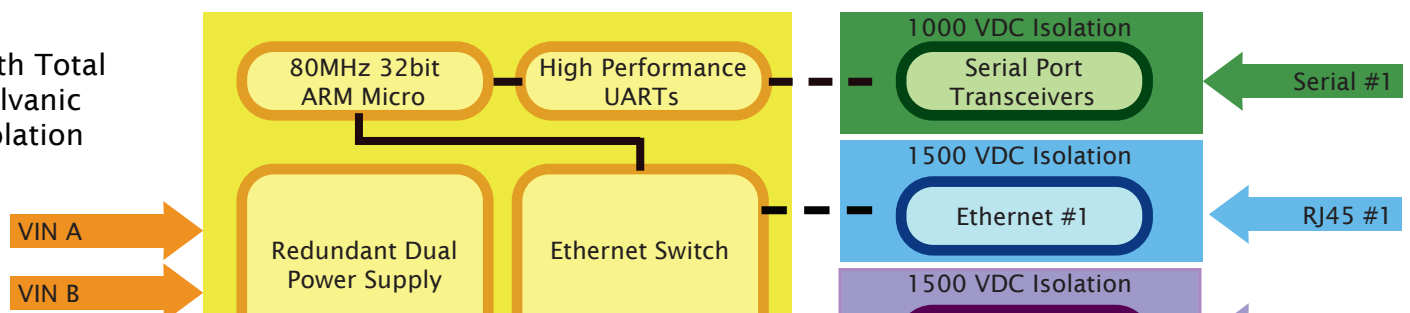 th Total
lvanic
lation
80MHz 32bit
ARM Micro
High Performance
UARTs
1000 VDC Isolation
Serial Port
Transceivers
Serial #1
1500 VDC Isolation
Ethernet #1
RJ45 #1
VIN A
VIN B
Redundant Dual
Power Supply
Ethernet Switch
1500 VDC Isolation